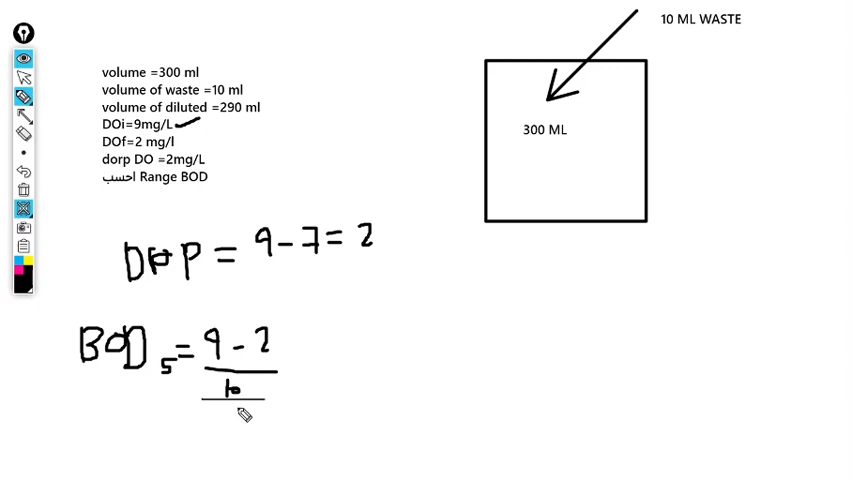 10 ML WASTE
volume =300 ml
volume of waste =10 ml
volume of diluted =290 ml
DOi=9mg/L
DOf=2 mg/l
dorp DO =2mg/L
احسب Range BOD
300 ML
DroP = 9-7=2
BOD5 = 9-2
10